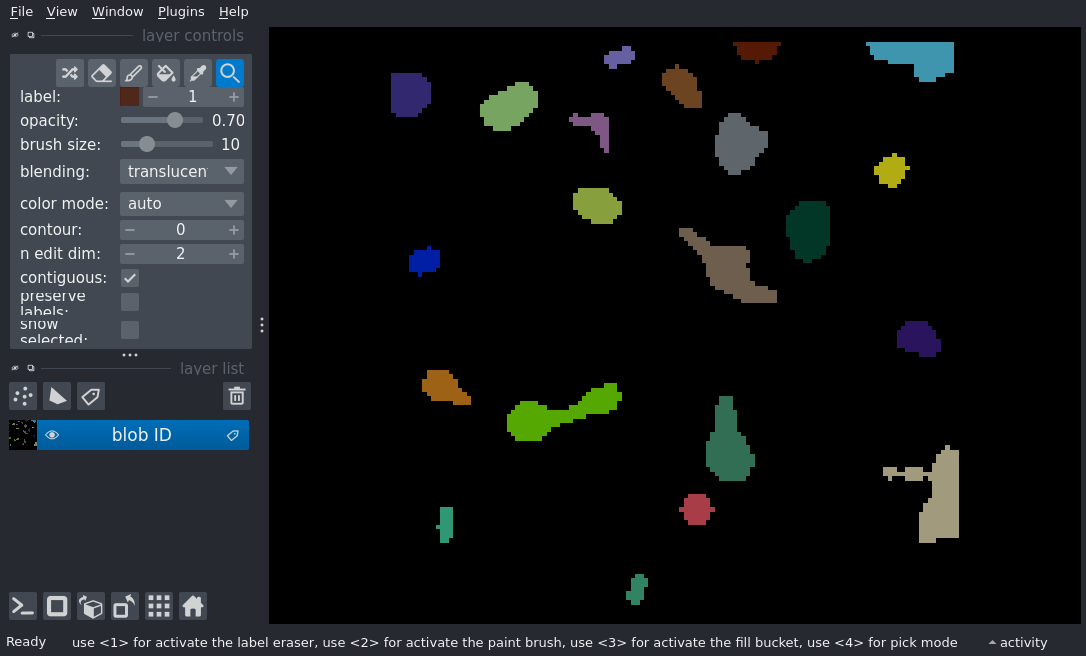 File View Window Plugins Help
layer controls
label: 1
opacity: 0.70
brush size: 10
blending: translucen
color mode: auto
contour: 0
n edit dim: 2
contiguous:
preserve
labels:
show
selected:
layer list
blob ID
Ready use <1> for activate the label eraser, use <2> for activate the paint brush, use <3> for activate the fill bucket, use <4> for pick mode activity